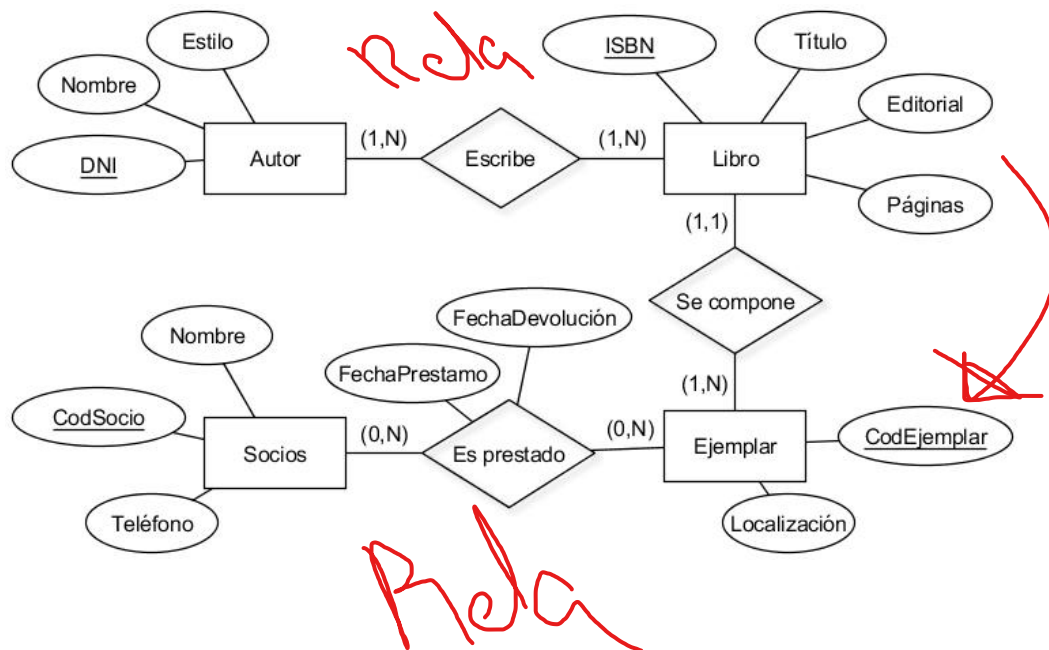 Estilo
Rela
ISBN
Título
Nombre
Editorial
DNI
Autor
(1,N)
Escribe
(1,N)
Libro
Páginas
(1,1)
Se compone
(1,N)
Nombre
FechaDevolución
FechaPrestamo
CodSocio
Socios
(0,N)
Es prestado
(0,N)
Ejemplar
CodEjemplar
Teléfono
Localización
Rela